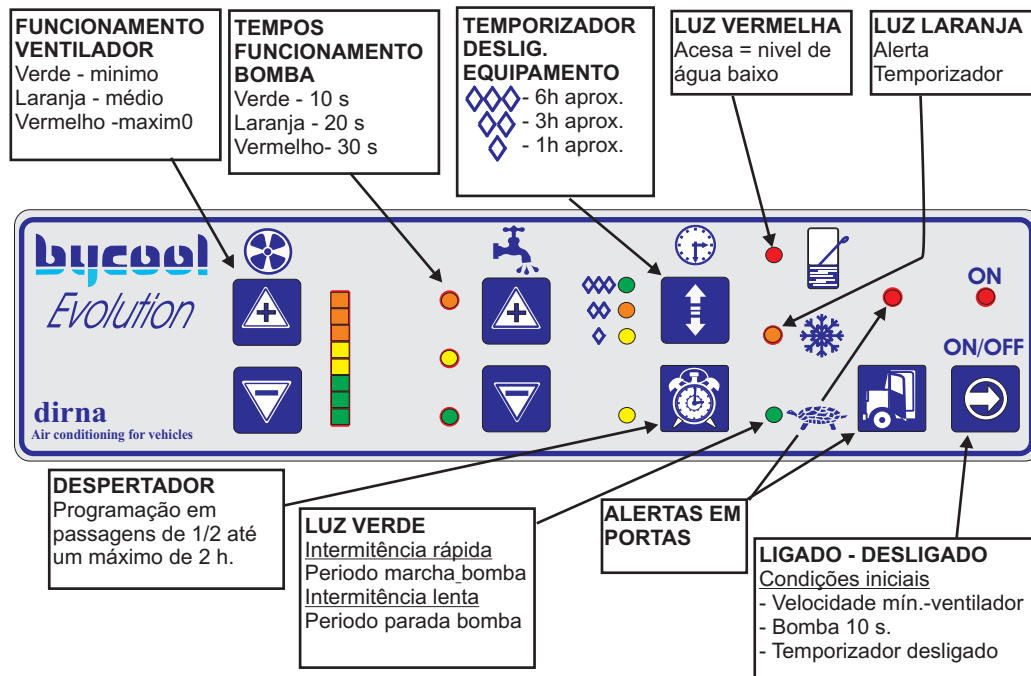 FUNCIONAMENTO
VENTILADOR
Verde - minimo
Laranja - médio
Vermelho -maxim0
TEMPOS
FUNCIONAMENTO
BOMBA
Verde - 10 s
Laranja - 20 s
Vermelho- 30 s
TEMPORIZADOR
DESLIG.
EQUIPAMENTO
- 6h aprox.
- 3h aprox.
- 1h aprox.
LUZ VERMELHA
Acesa = nivel de
água baixo
LUZ LARANJA
Alerta
Temporizador
bycool
Evolution
dirna
Air conditioning for vehicles
ON
ON/OFF
DESPERTADOR
Programação em
passagens de 1/2 até
um máximo de 2 h.
LUZ VERDE
Intermitência rápida
Periodo marcha bomba
Intermitência lenta
Periodo parada bomba
ALERTAS EM
PORTAS
LIGADO - DESLIGADO
Condições iniciais
- Velocidade mín.-ventilador
- Bomba 10 s.
- Temporizador desligado